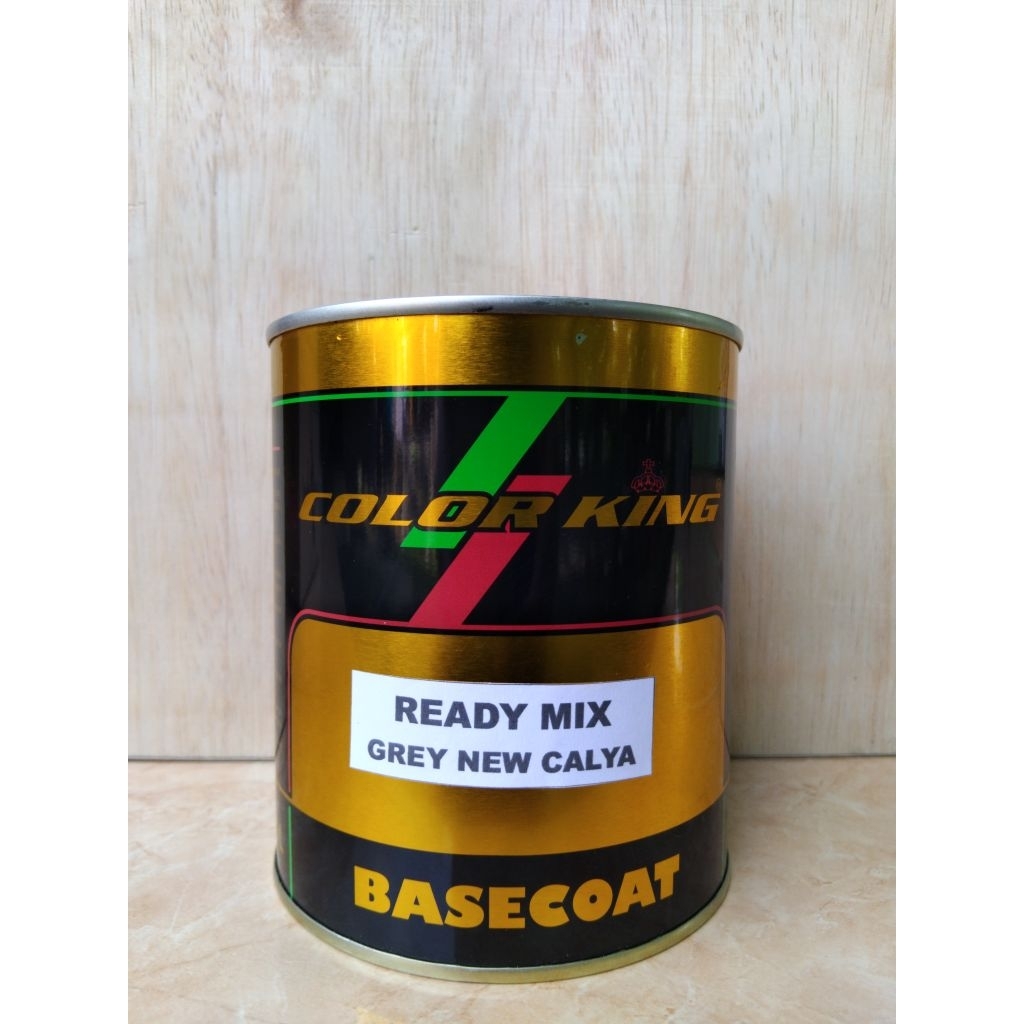 COLOR KING®
READY MIX
GREY NEW CALYA
BASECOAT